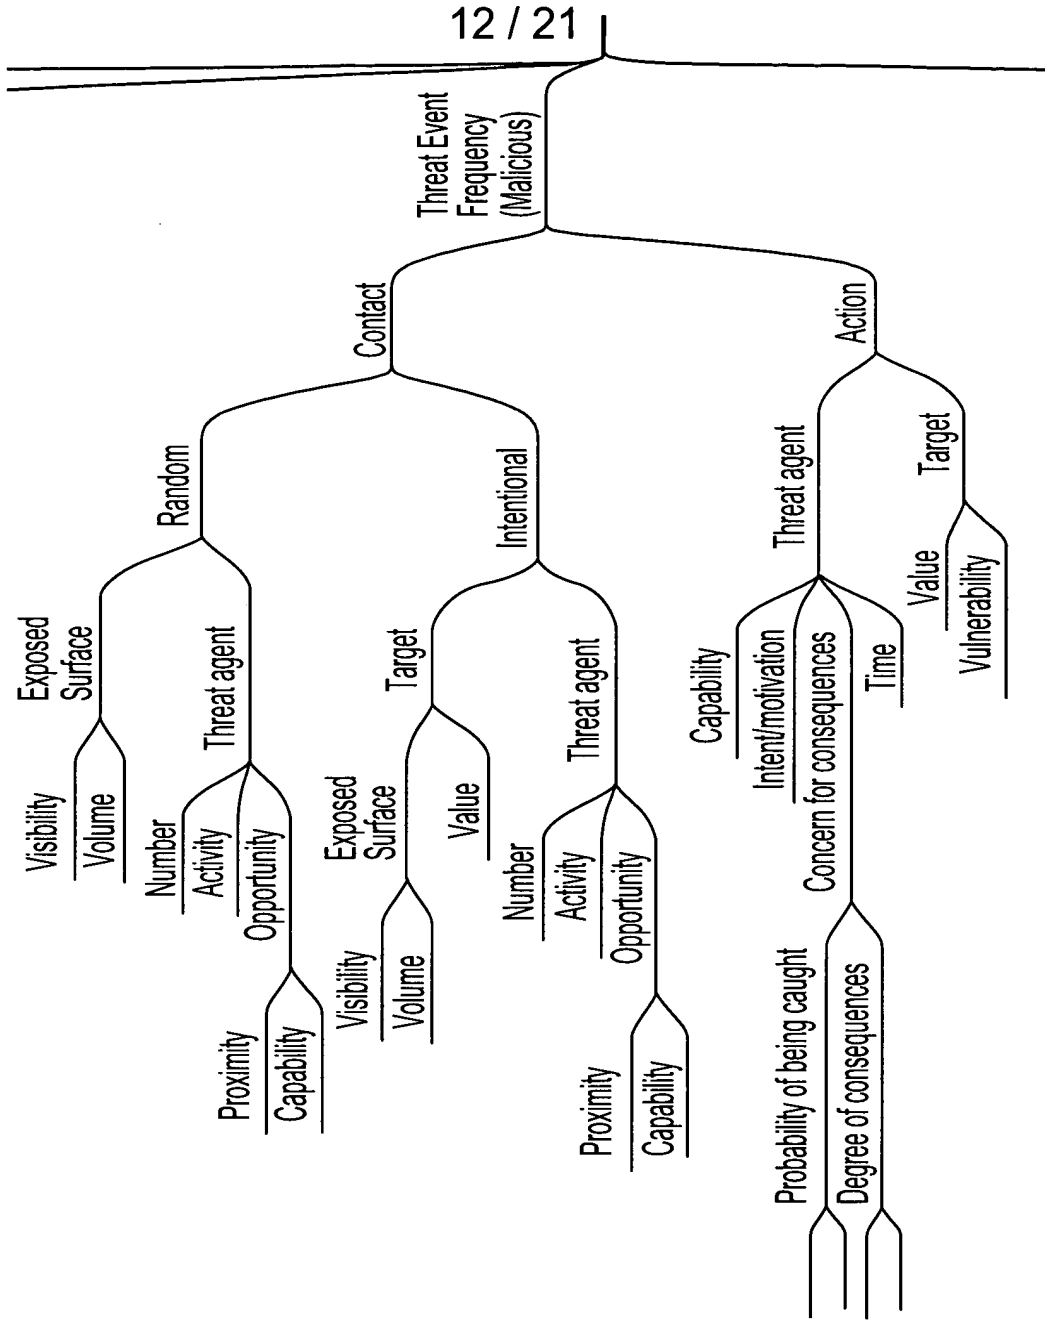 12 / 21
Threat Event
Frequency
(Malicious)
Contact
Random
Exposed
Surface
Visibility
Volume
Threat agent
Number
Activity
Opportunity
Proximity
Capability
Intentional
Target
Exposed
Surface
Visibility
Volume
Value
Threat agent
Number
Activity
Opportunity
Proximity
Capability
Action
Threat agent
Capability
Intent/motivation
Concern for consequences
Probability of being caught
Degree of consequences
Time
Target
Value
Vulnerability